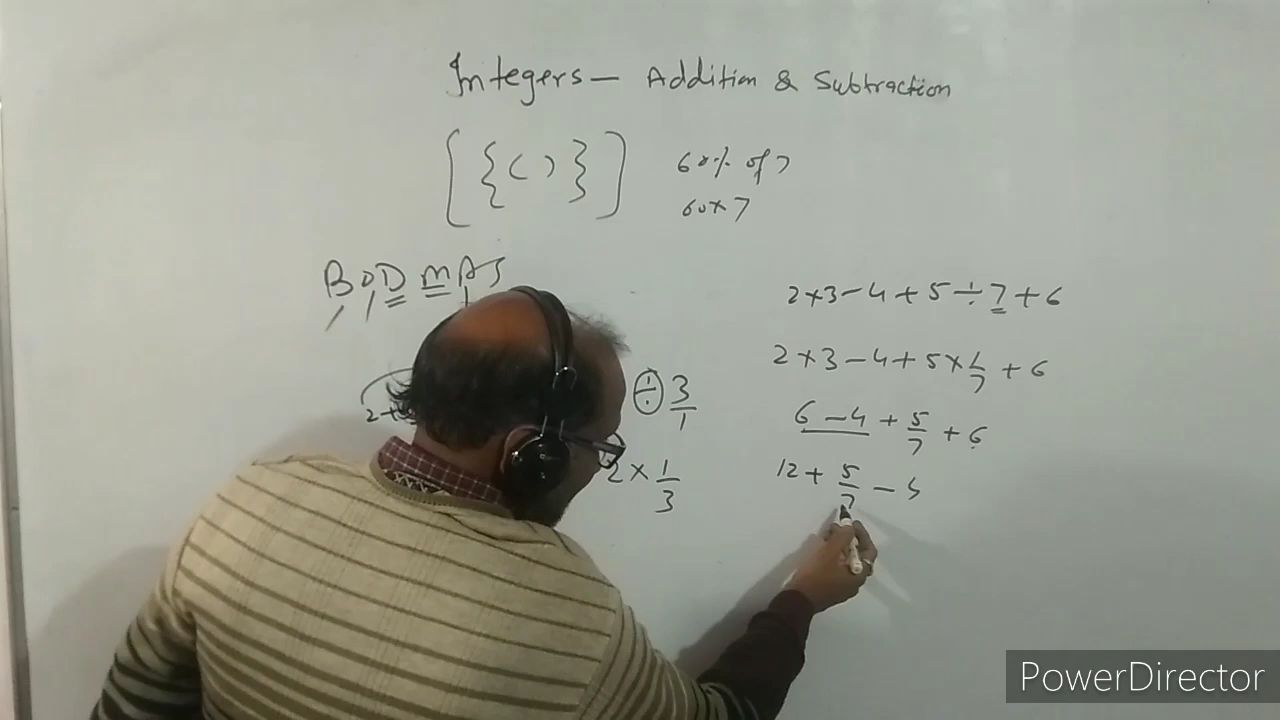 Integers — Addition & Subtraction
[ { ( ) } ]
60% of 7
60×7
BODMAS
2×3-4+5÷7+6
2×3-4+5×1/7+6
6-4+5/7+6
12+5/7-4
2+
÷ 3/1
2×1/3
PowerDirector